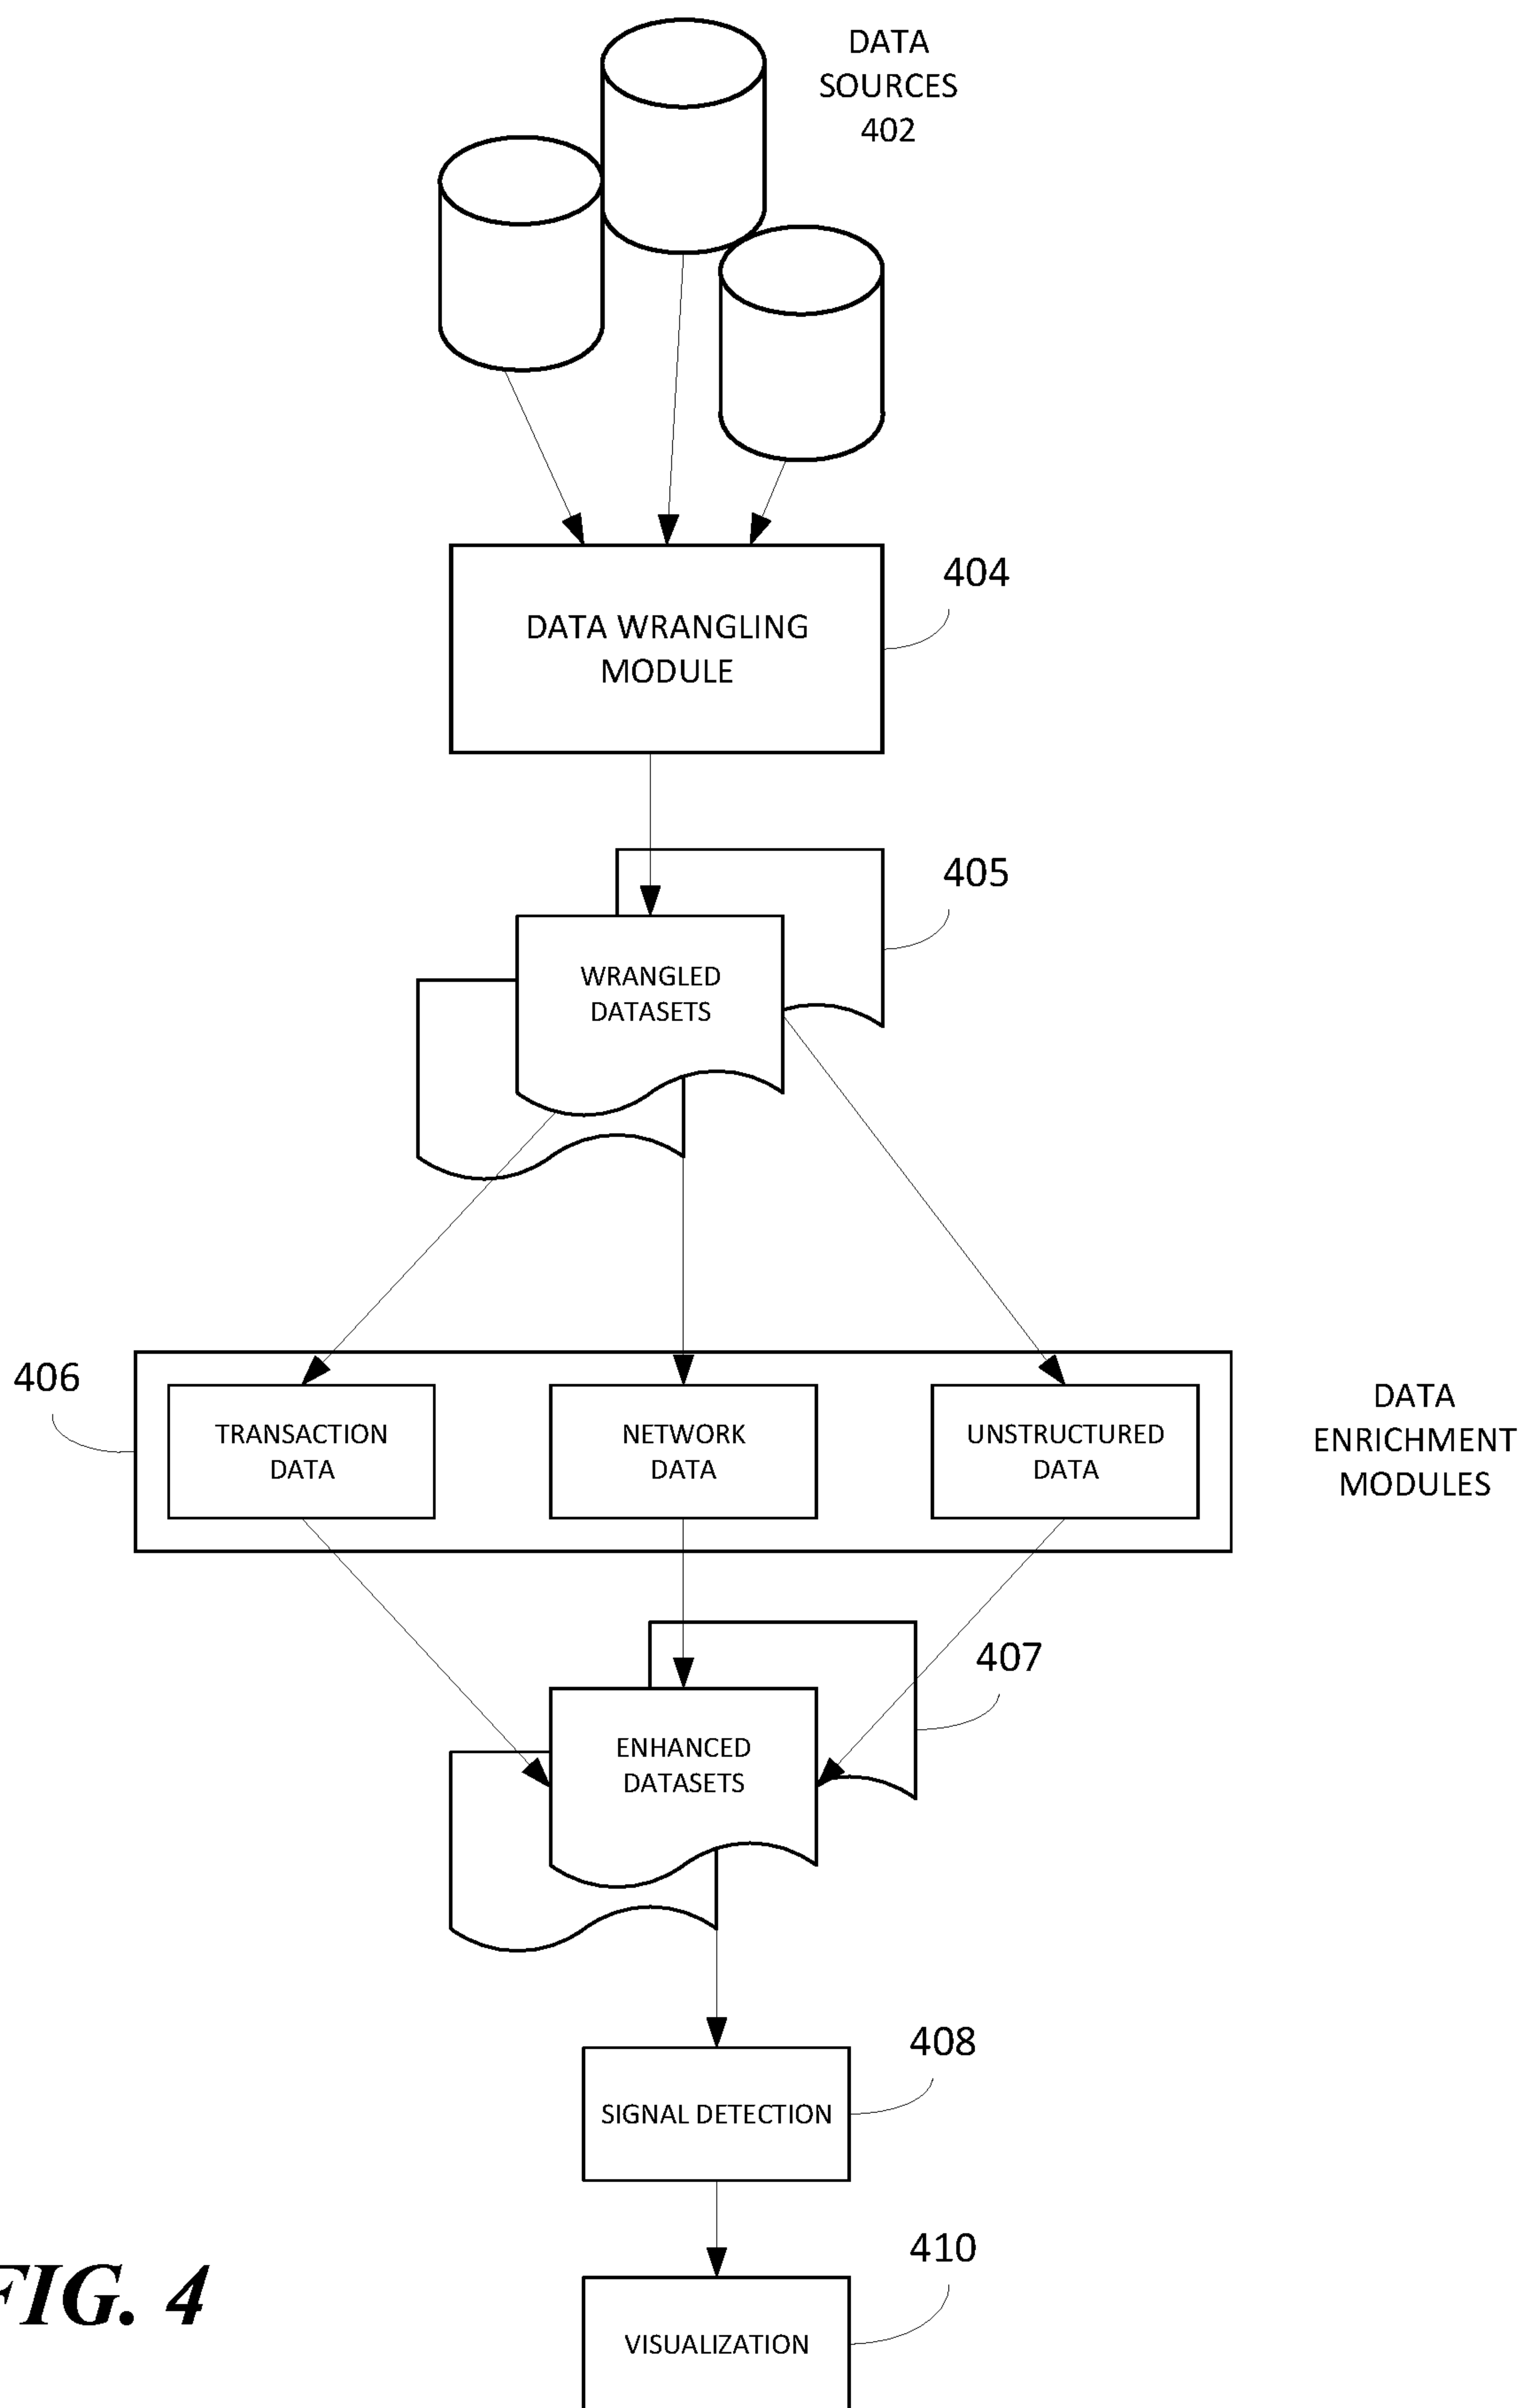 DATA
SOURCES
402
404
DATA WRANGLING
MODULE
405
WRANGLED
DATASETS
406
TRANSACTION
DATA
NETWORK
DATA
UNSTRUCTURED
DATA
DATA
ENRICHMENT
MODULES
407
ENHANCED
DATASETS
408
SIGNAL DETECTION
410
VISUALIZATION
FIG. 4